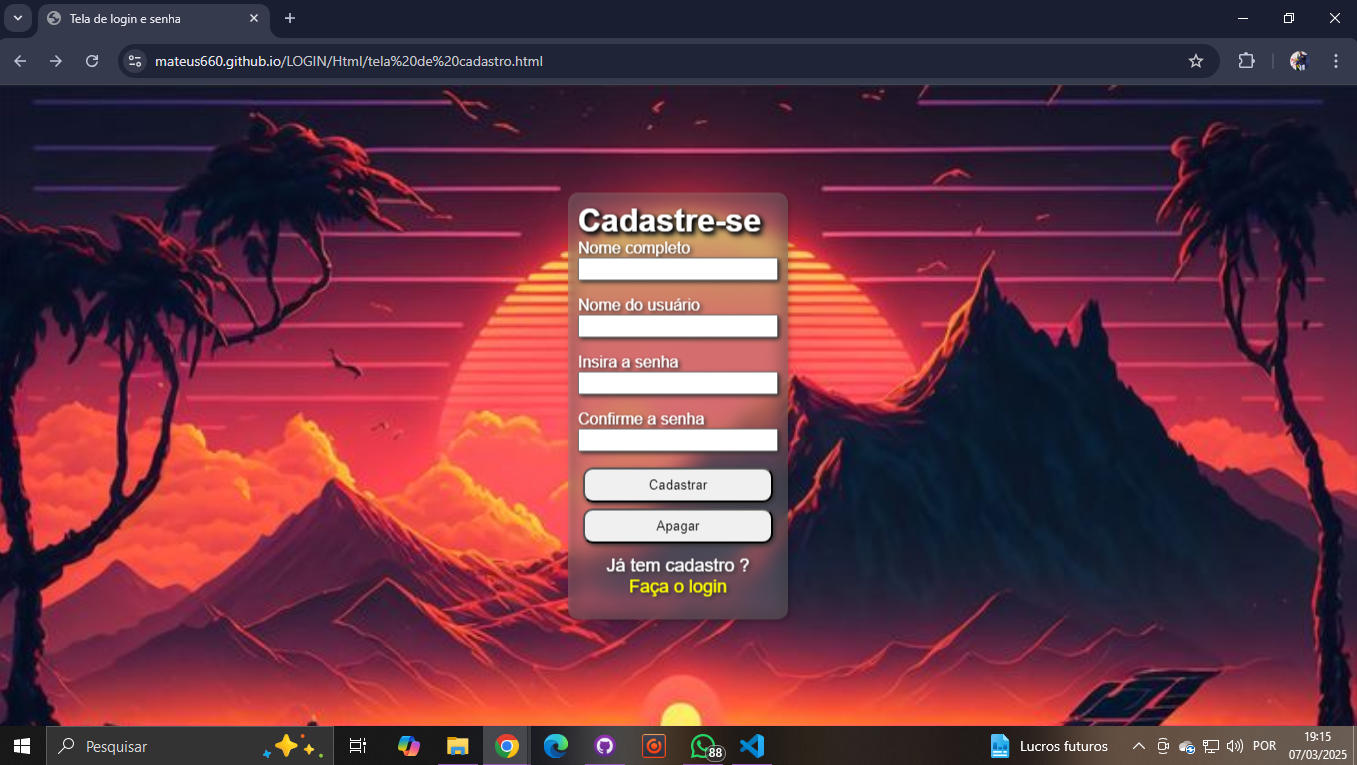 Tela de login e senha
mateus660.github.io/LOGIN/Html/tela%20de%20cadastro.html
Cadastre-se
Nome completo
Nome do usuário
Insira a senha
Confirme a senha
Cadastrar
Apagar
Já tem cadastro ?
Faça o login
Pesquisar
88
Lucros futuros
POR
19:15
07/03/2025